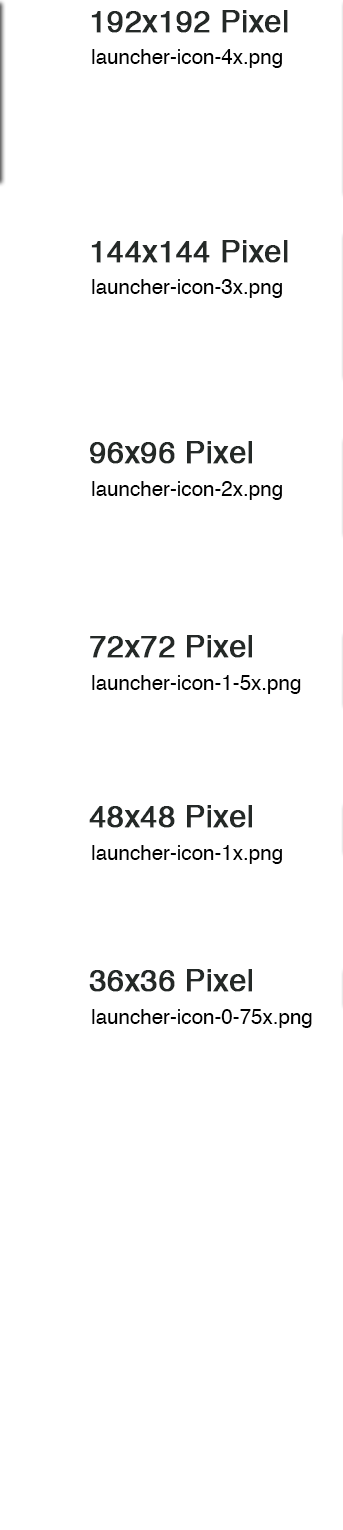 192x192 Pixel
launcher-icon-4x.png
144x144 Pixel
launcher-icon-3x.png
96x96 Pixel
launcher-icon-2x.png
72x72 Pixel
launcher-icon-1-5x.png
48x48 Pixel
launcher-icon-1x.png
36x36 Pixel
launcher-icon-0-75x.png